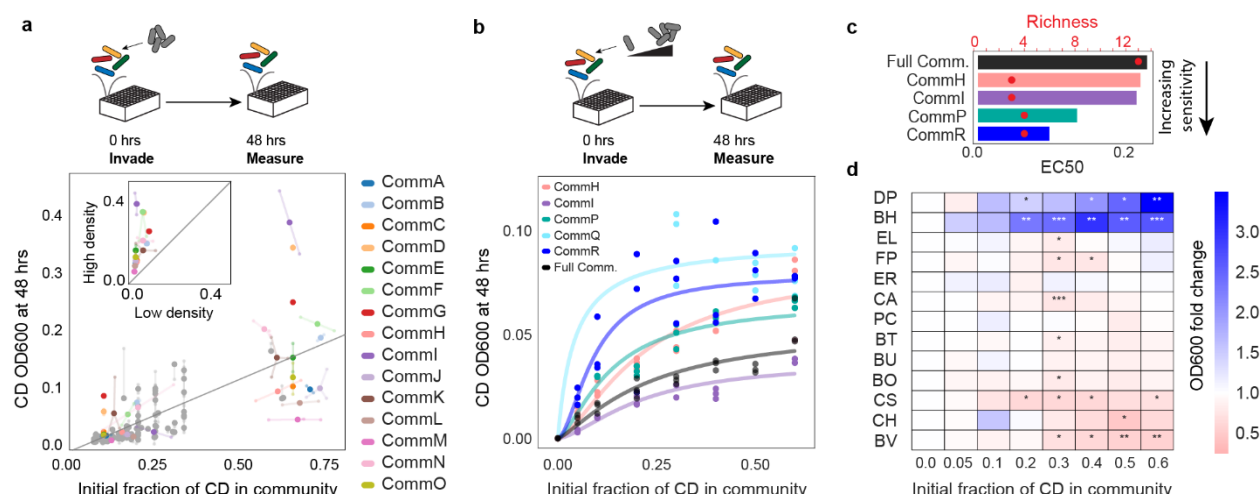 a
0 hrs
Invade
48 hrs
Measure
CD OD600 at 48 hrs
0.4
0.3
0.2
0.1
0.0
0.00
0.25
0.50
0.75
Initial fraction of CD in community
High density
0.4
0.0
0.0
0.4
Low density
CommA
CommB
CommC
CommD
CommE
CommF
CommG
CommH
CommI
CommJ
CommK
CommL
CommM
CommN
CommO
b
0 hrs
Invade
48 hrs
Measure
CD OD600 at 48 hrs
0.10
0.05
0.00
CommH
CommI
CommP
CommQ
CommR
Full Comm.
0.00
0.25
0.50
Initial fraction of CD in community
c
Richness
0 4 8 12
Full Comm.
CommH
CommI
CommP
CommR
0.0
0.2
EC50
Increasing
sensitivity
d
DP * * * **
BH ** *** ** ** ***
EL *
FP * *
ER
CA ***
PC
BT *
BU
BO *
CS * * * *
CH *
BV * * ** **
0.0 0.05 0.1 0.2 0.3 0.4 0.5 0.6
Initial fraction of CD in community
3.0
2.5
2.0
1.5
1.0
0.5
OD600 fold change